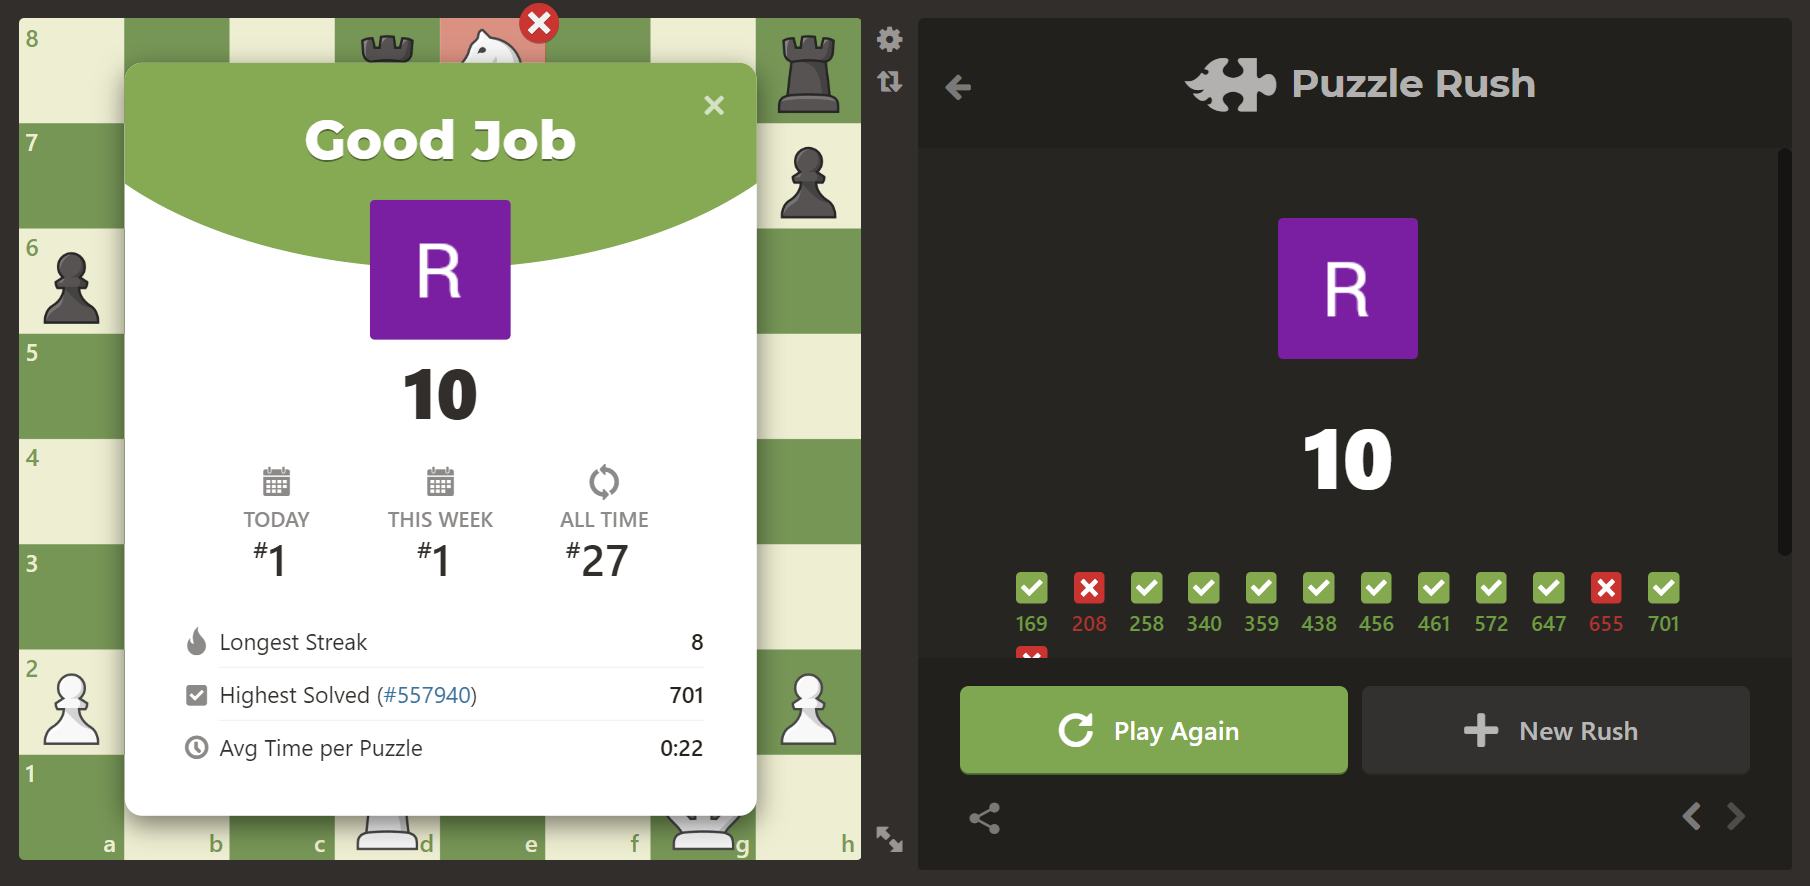 8
7
6
5
4
3
2
1
a b c d e f g h
Good Job
R
10
TODAY THIS WEEK ALL TIME
#1 #1 #27
Longest Streak 8
Highest Solved (#557940) 701
Avg Time per Puzzle 0:22
Puzzle Rush
R
10
169 208 258 340 359 438 456 461 572 647 655 701
Play Again
New Rush